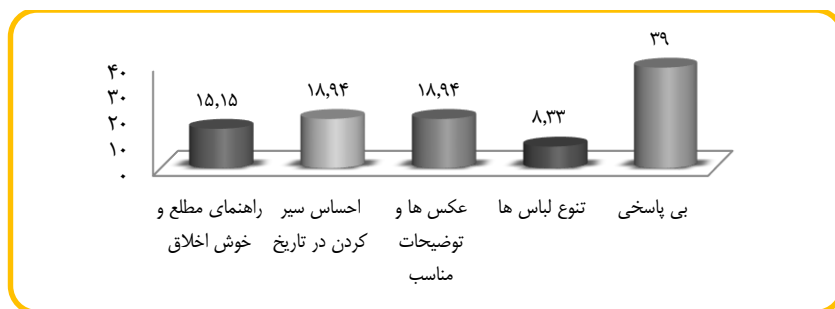 ۳۹
۱۸,۹۴
۱۸,۹۴
۱۵,۱۵
۸,۳۳
۴۰
۳۰
۲۰
۱۰
۰
راهنمای مطلع و
خوش اخلاق
احساس سیر
کردن در تاریخ
عکس ها و
توضیحات
مناسب
تنوع لباس ها
بی پاسخی